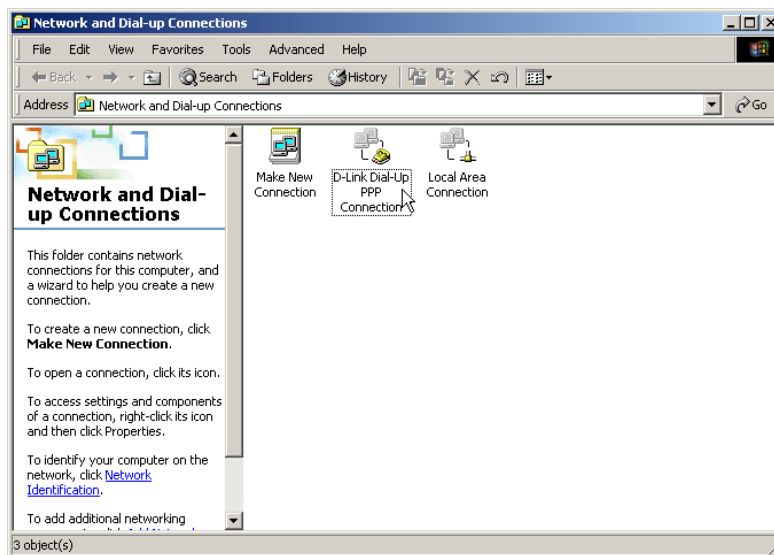 Network and Dial-up Connections
File Edit View Favorites Tools Advanced Help
Back Search Folders History
Address Network and Dial-up Connections Go
Make New
Connection
D-Link Dial-Up
PPP
Connection
Local Area
Connection
Network and Dial-
up Connections
This folder contains network
connections for this computer, and
a wizard to help you create a new
connection.
To create a new connection, click
Make New Connection.
To open a connection, click its icon.
To access settings and components
of a connection, right-click its icon
and then click Properties.
To identify your computer on the
network, click Network
Identification.
To add additional networking
3 object(s)